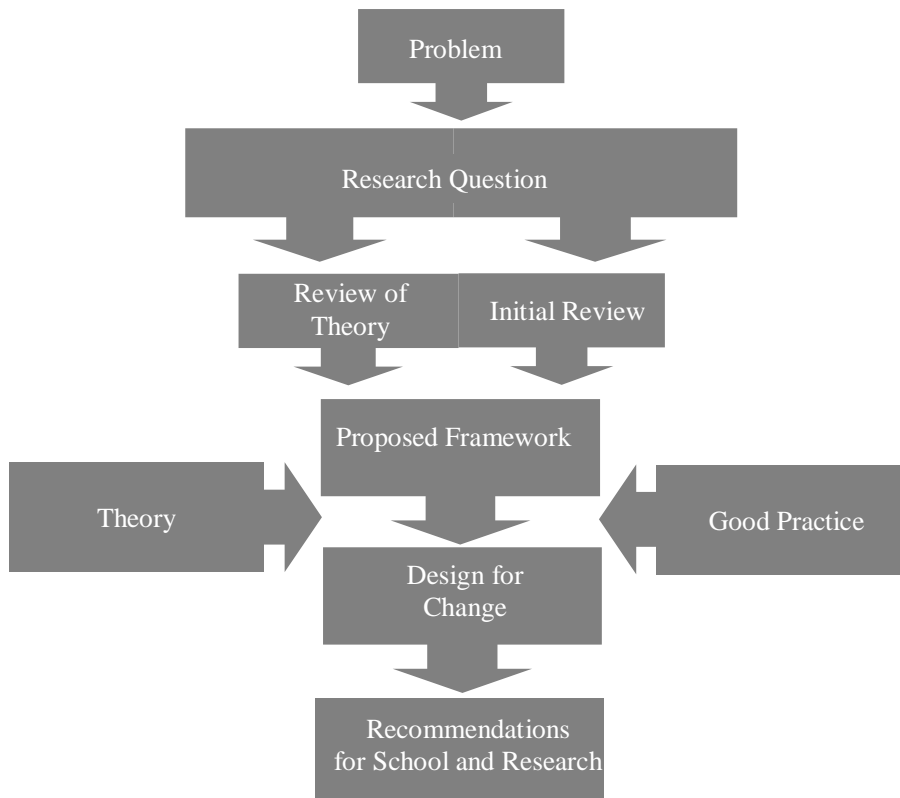 Problem
Research Question
Review of
Theory
Initial Review
Proposed Framework
Theory
Good Practice
Design for
Change
Recommendations
for School and Research